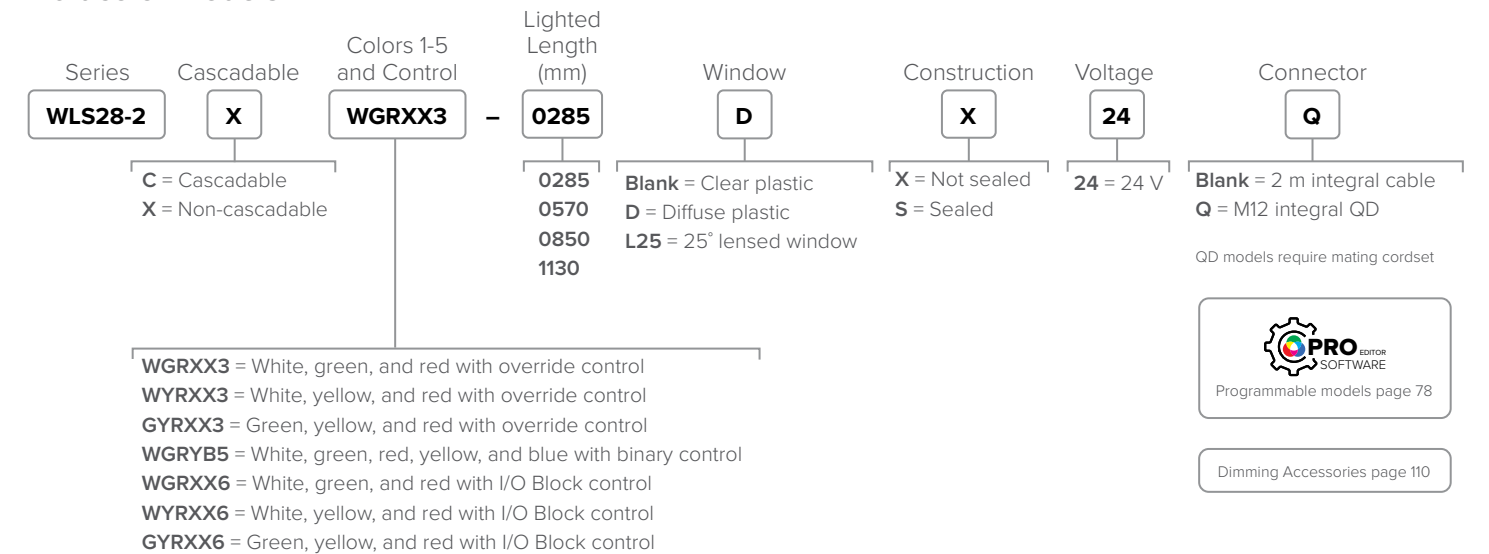 Lighted
Length
(mm)
Colors 1-5
and Control
Series
Cascadable
Window
Construction
Voltage
Connector
WLS28-2
X
WGRXX3
–
0285
D
X
24
Q
C = Cascadable
X = Non-cascadable
0285
0570
0850
1130
Blank = Clear plastic
D = Diffuse plastic
L25 = 25° lensed window
X = Not sealed
S = Sealed
24 = 24 V
Blank = 2 m integral cable
Q = M12 integral QD
QD models require mating cordset
PRO EDITOR
SOFTWARE
Programmable models page 78
Dimming Accessories page 110
WGRXX3 = White, green, and red with override control
WYRXX3 = White, yellow, and red with override control
GYRXX3 = Green, yellow, and red with override control
WGRYB5 = White, green, red, yellow, and blue with binary control
WGRXX6 = White, green, and red with I/O Block control
WYRXX6 = White, yellow, and red with I/O Block control
GYRXX6 = Green, yellow, and red with I/O Block control